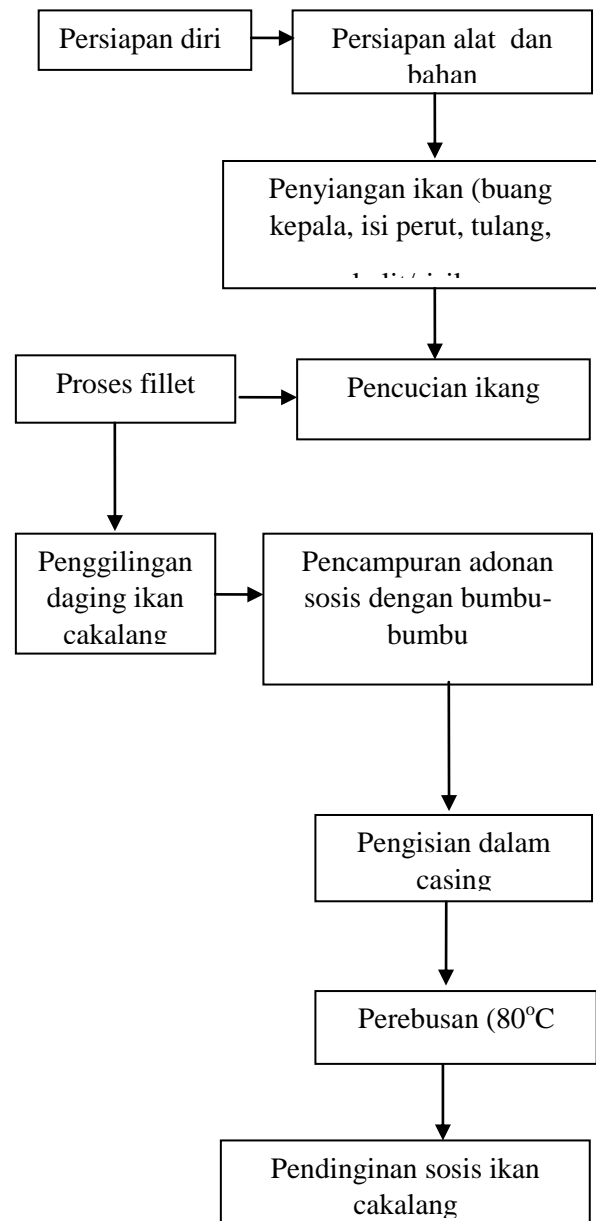 Persiapan diri
Persiapan alat dan
bahan
Penyiangan ikan (buang
kepala, isi perut, tulang,
Proses fillet
Pencucian ikang
Penggilingan
daging ikan
cakalang
Pencampuran adonan
sosis dengan bumbu-
bumbu
Pengisian dalam
casing
Perebusan (80°C
Pendinginan sosis ikan
cakalang